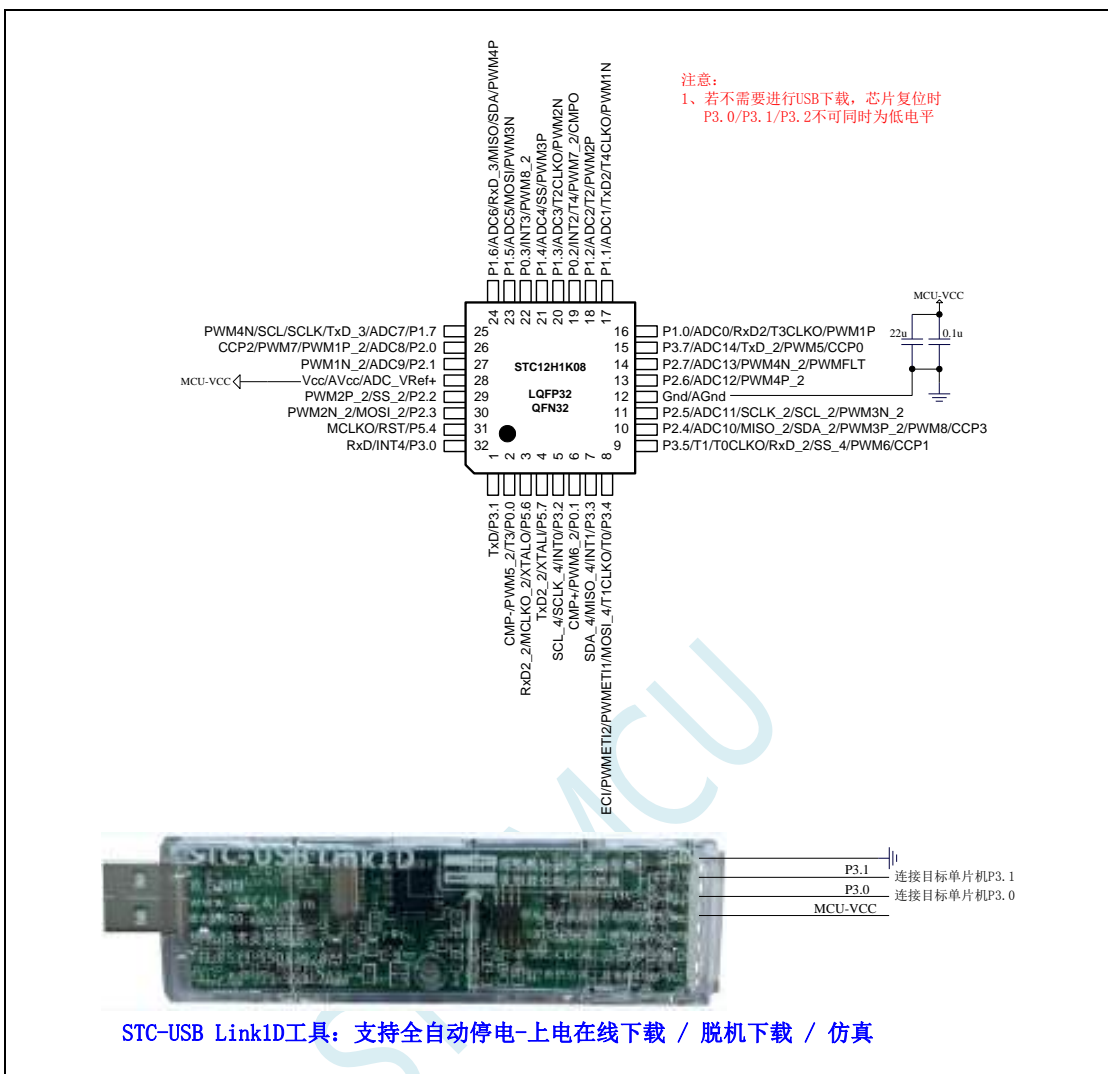 注意:
1、若不需要进行USB下载, 芯片复位时
P3.0/P3.1/P3.2不可同时为低电平
P1.6/ADC6/RxD_3/MISO/SDA/PWM4P
P1.5/ADC5/MOSI/PWM3N
P0.3/INT3/PWM8_2
P1.4/ADC4/SS/PWM3P
P1.3/ADC3/T2CLKO/PWM2N
P0.2/INT2/T4/PWM7_2/CMPO
P1.2/ADC2/T2/PWM2P
P1.1/ADC1/TxD2/T4CLKO/PWM1N
24 23 22 21 20 19 18 17
PWM4N/SCL/SCLK/TxD_3/ADC7/P1.7 25
CCP2/PWM7/PWM1P_2/ADC8/P2.0 26
PWM1N_2/ADC9/P2.1 27
MCU-VCC Vcc/AVcc/ADC_VRef+ 28
PWM2P_2/SS_2/P2.2 29
PWM2N_2/MOSI_2/P2.3 30
MCLKO/RST/P5.4 31
RxD/INT4/P3.0 32
STC12H1K08
LQFP32
QFN32
16 P1.0/ADC0/RxD2/T3CLKO/PWM1P
15 P3.7/ADC14/TxD_2/PWM5/CCP0
14 P2.7/ADC13/PWM4N_2/PWMFLT
13 P2.6/ADC12/PWM4P_2
12 Gnd/AGnd
11 P2.5/ADC11/SCLK_2/SCL_2/PWM3N_2
10 P2.4/ADC10/MISO_2/SDA_2/PWM3P_2/PWM8/CCP3
9 P3.5/T1/T0CLKO/RxD_2/SS_4/PWM6/CCP1
MCU-VCC
22u 0.1u
1 2 3 4 5 6 7 8
TxD/P3.1
CMP-/PWM5_2/T3/P0.0
RxD2_2/MCLKO_2/XTALO/P5.6
TxD2_2/XTALI/P5.7
SCL_4/SCLK_4/INT0/P3.2
CMP+/PWM6_2/P0.1
SDA_4/MISO_4/INT1/P3.3
ECI/PWMETI2/PWMETI1/MOSI_4/T1CLKO/T0/P3.4
STC-USB Link1D
P3.1 连接目标单片机P3.1
P3.0 连接目标单片机P3.0
MCU-VCC
STC-USB Link1D工具: 支持全自动停电-上电在线下载 / 脱机下载 / 仿真